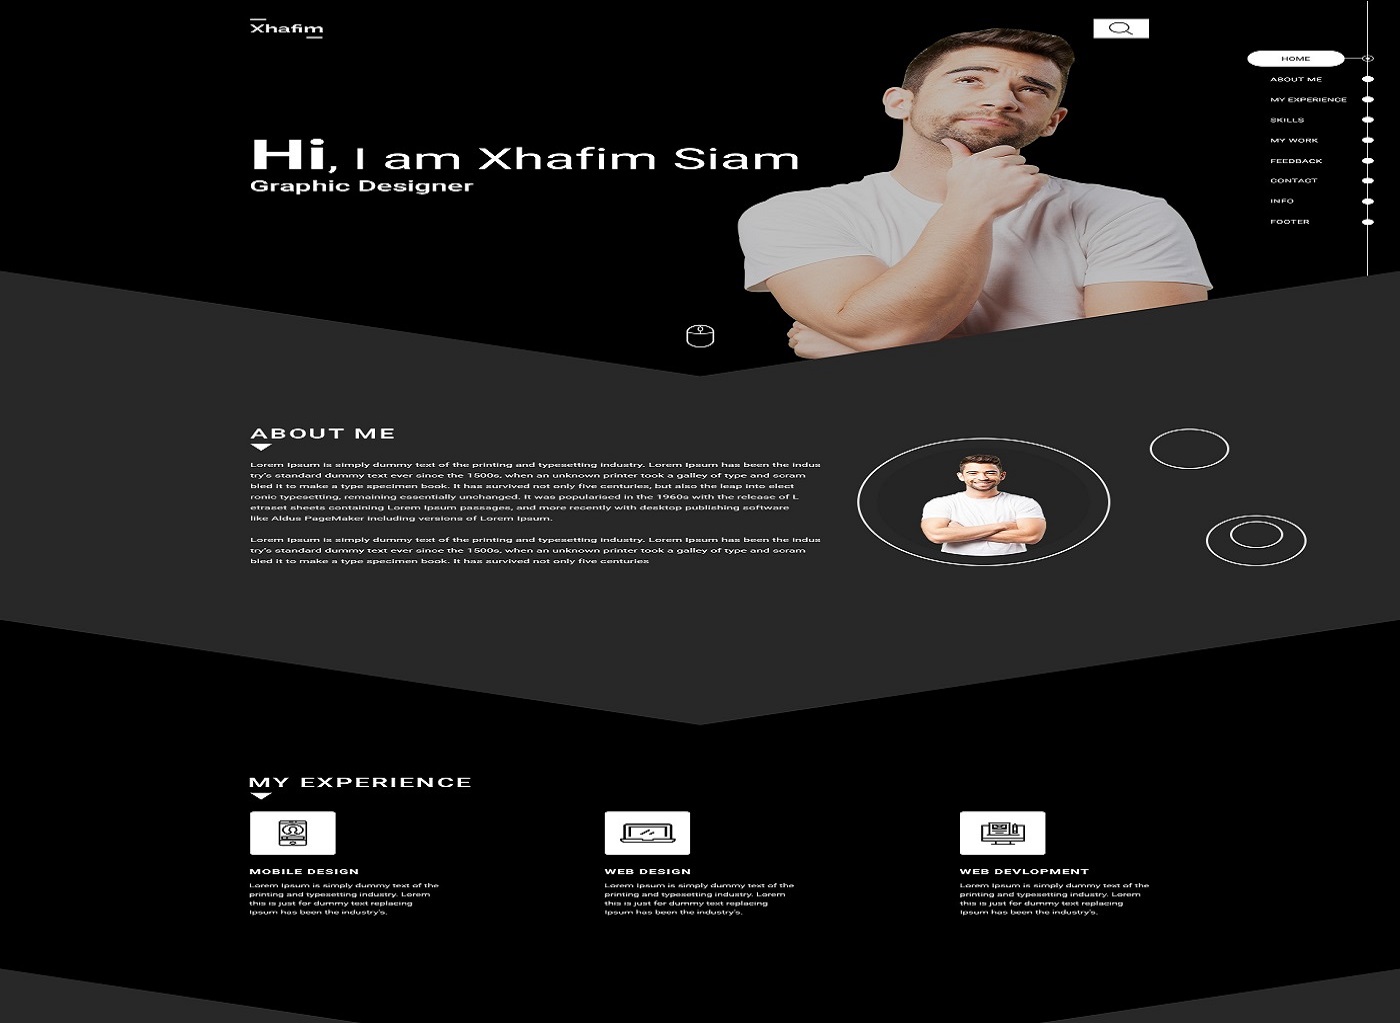 Xhafim
HOME
ABOUT ME
MY EXPERIENCE
SKILLS
MY WORK
FEEDBACK
CONTACT
INFO
FOOTER
Hi, I am Xhafim Siam
Graphic Designer
ABOUT ME
Lorem Ipsum is simply dummy text of the printing and typesetting industry. Lorem Ipsum has been the indus
try's standard dummy text ever since the 1500s, when an unknown printer took a galley of type and scram
bled it to make a type specimen book. It has survived not only five centuries, but also the leap into elect
ronic typesetting, remaining essentially unchanged. It was popularised in the 1960s with the release of L
etraset sheets containing Lorem Ipsum passages, and more recently with desktop publishing software
like Aldus PageMaker including versions of Lorem Ipsum.
Lorem Ipsum is simply dummy text of the printing and typesetting industry. Lorem Ipsum has been the indus
try's standard dummy text ever since the 1500s, when an unknown printer took a galley of type and scram
bled it to make a type specimen book. It has survived not only five centuries
MY EXPERIENCE
MOBILE DESIGN
Lorem Ipsum is simply dummy text of the
printing and typesetting industry. Lorem
this is just for dummy text replacing
Ipsum has been the industry's.
WEB DESIGN
Lorem Ipsum is simply dummy text of the
printing and typesetting industry. Lorem
this is just for dummy text replacing
Ipsum has been the industry's.
WEB DEVLOPMENT
Lorem Ipsum is simply dummy text of the
printing and typesetting industry. Lorem
this is just for dummy text replacing
Ipsum has been the industry's.